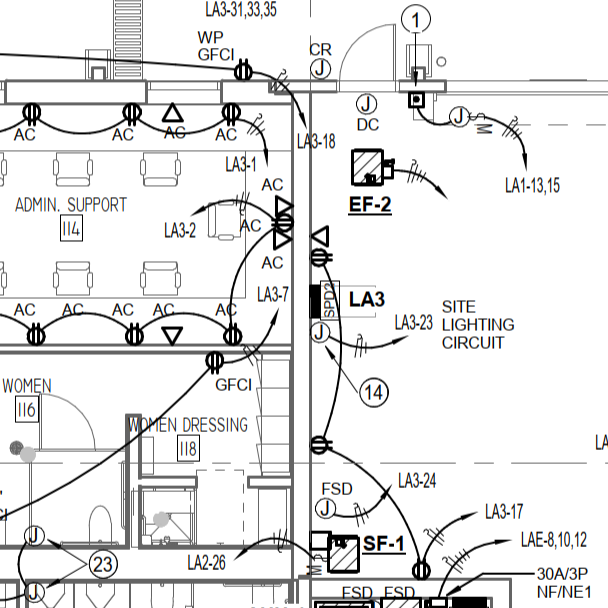 LA3-31,33,35
WP
GFCI
CR
J
1
J
DC
J
S
M
AC
AC
AC
AC
LA3-1
LA3-18
LA1-13,15
ADMIN. SUPPORT
114
AC
EF-2
LA3-2
AC
AC
LA3-7
SPD2
LA3
AC
AC
AC
AC
LA3-23
SITE
LIGHTING
CIRCUIT
J
GFCI
14
WOMEN
116
WOMEN DRESSING
118
LA
LA3-24
FSD
J
LA3-17
SF-1
LAE-8,10,12
J
23
LA2-26
M
P
J
30A/3P
NF/NE1
FSD
FSD